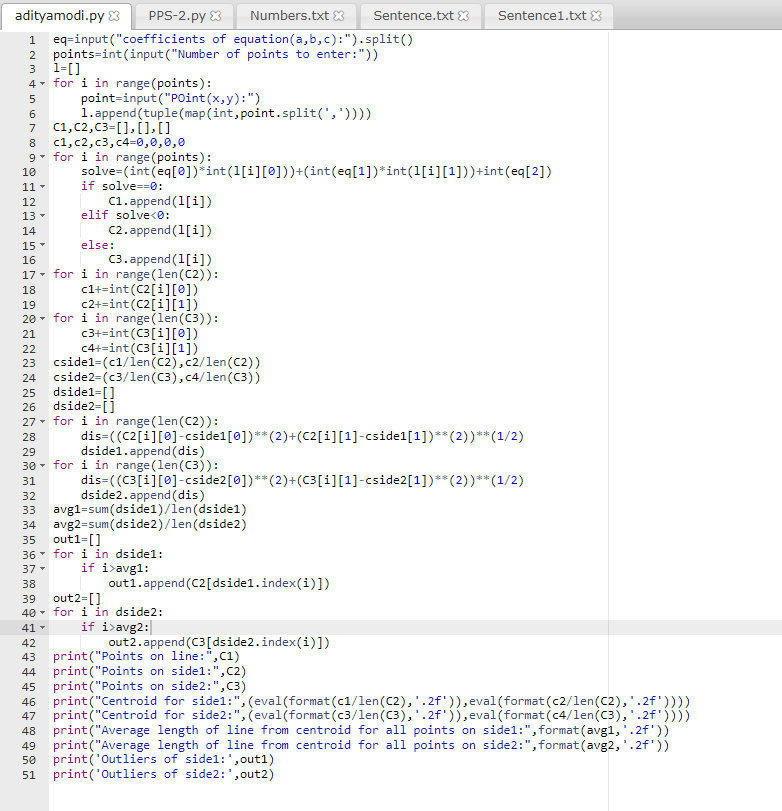 adityamodi.py PPS-2.py Numbers.txt Sentence.txt Sentence1.txt
1 eq=input("coefficients of equation(a,b,c):").split()
2 points=int(input("Number of points to enter:"))
3 l=[]
4 for i in range(points):
5     point=input("POint(x,y):")
6     l.append(tuple(map(int,point.split(','))))
7 C1,C2,C3=[],[],[]
8 c1,c2,c3,c4=0,0,0,0
9 for i in range(points):
10     solve=(int(eq[0])*int(l[i][0]))+(int(eq[1])*int(l[i][1]))+int(eq[2])
11     if solve==0:
12         C1.append(l[i])
13     elif solve<0:
14         C2.append(l[i])
15     else:
16         C3.append(l[i])
17 for i in range(len(C2)):
18     c1+=int(C2[i][0])
19     c2+=int(C2[i][1])
20 for i in range(len(C3)):
21     c3+=int(C3[i][0])
22     c4+=int(C3[i][1])
23 cside1=(c1/len(C2),c2/len(C2))
24 cside2=(c3/len(C3),c4/len(C3))
25 dside1=[]
26 dside2=[]
27 for i in range(len(C2)):
28     dis=((C2[i][0]-cside1[0])**(2)+(C2[i][1]-cside1[1])**(2))**(1/2)
29     dside1.append(dis)
30 for i in range(len(C3)):
31     dis=((C3[i][0]-cside2[0])**(2)+(C3[i][1]-cside2[1])**(2))**(1/2)
32     dside2.append(dis)
33 avg1=sum(dside1)/len(dside1)
34 avg2=sum(dside2)/len(dside2)
35 out1=[]
36 for i in dside1:
37     if i>avg1:
38         out1.append(C2[dside1.index(i)])
39 out2=[]
40 for i in dside2:
41     if i>avg2:
42         out2.append(C3[dside2.index(i)])
43 print("Points on line:",C1)
44 print("Points on side1:",C2)
45 print("Points on side2:",C3)
46 print("Centroid for side1:",(eval(format(c1/len(C2),'.2f')),eval(format(c2/len(C2),'.2f'))))
47 print("Centroid for side2:",(eval(format(c3/len(C3),'.2f')),eval(format(c4/len(C3),'.2f'))))
48 print("Average length of line from centroid for all points on side1:",format(avg1,'.2f'))
49 print("Average length of line from centroid for all points on side2:",format(avg2,'.2f'))
50 print('Outliers of side1:',out1)
51 print('Outliers of side2:',out2)